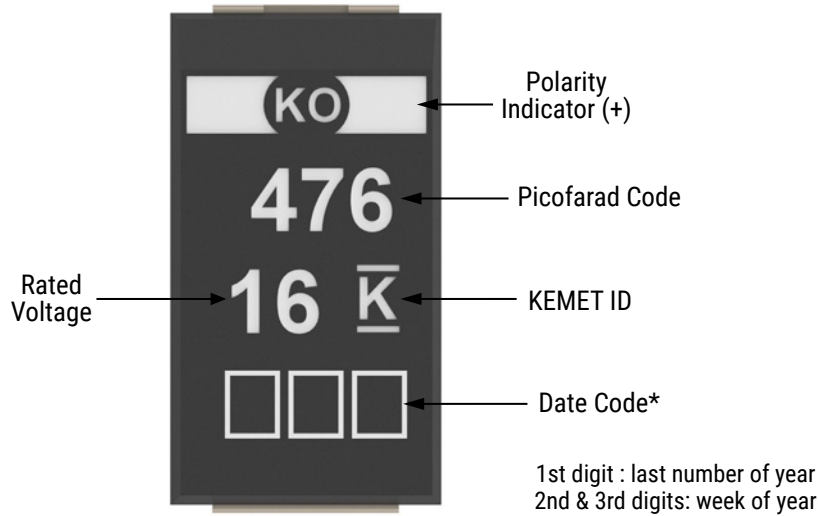 KO
Polarity
Indicator (+)
476
Picofarad Code
Rated
Voltage
16 K
KEMET ID
Date Code*
1st digit : last number of year
2nd & 3rd digits: week of year